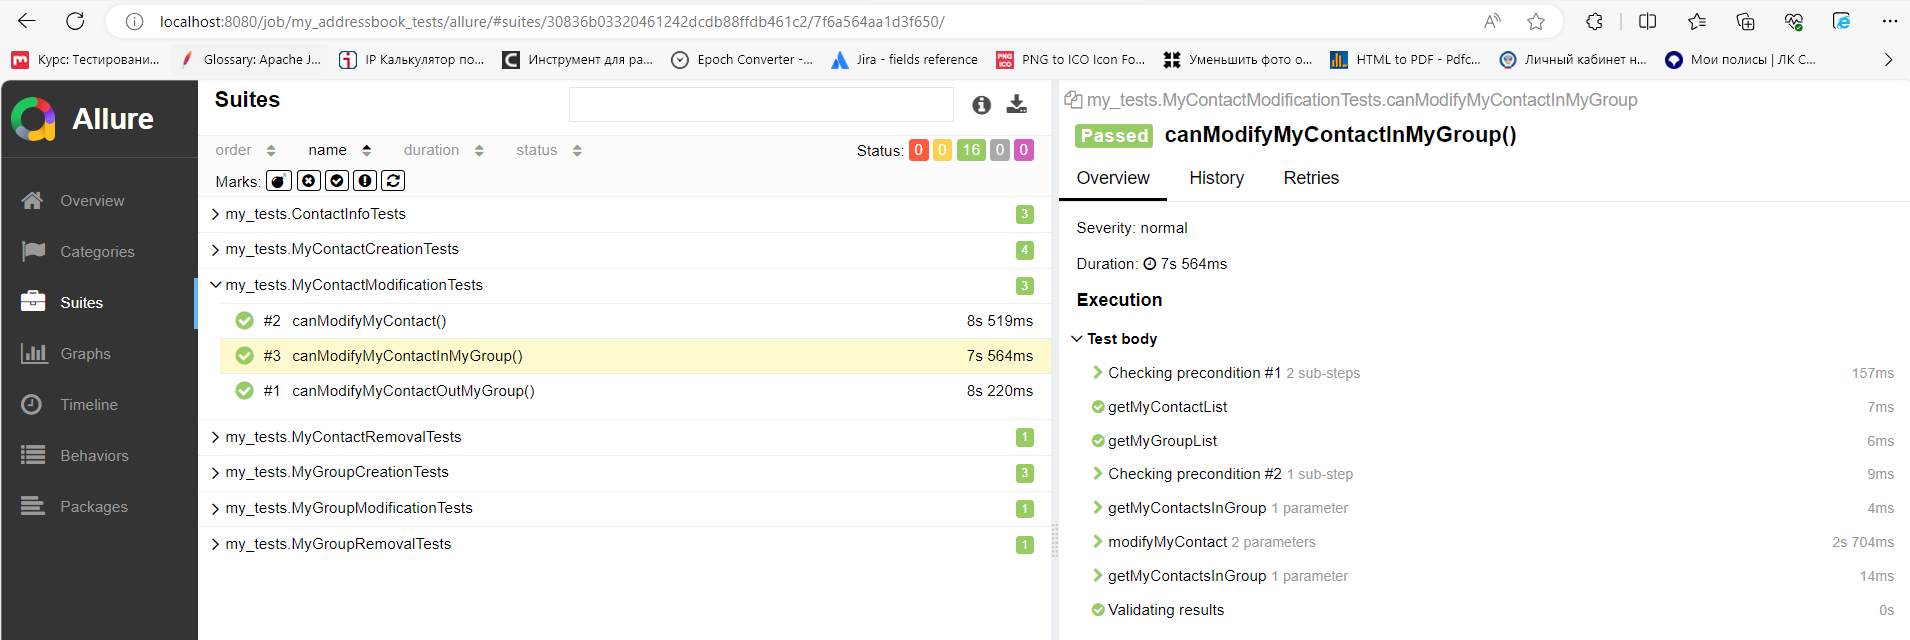 localhost:8080/job/my_addressbook_tests/allure/#suites/30836b03320461242dcdb88ffdb461c2/7f6a564aa1d3f650/
Курс: Тестировани... Glossary: Apache J... IP Калькулятор по... Инструмент для ра... Epoch Converter -... Jira - fields reference PNG to ICO Icon Fo... Уменьшить фото о... HTML to PDF - Pdfc... Личный кабинет н... Мои полисы | ЛК С...
Allure
Overview
Categories
Suites
Graphs
Timeline
Behaviors
Packages
Suites
order name duration status Status: 0 0 16 0 0
Marks:
my_tests.ContactInfoTests 3
my_tests.MyContactCreationTests 4
my_tests.MyContactModificationTests 3
#2 canModifyMyContact() 8s 519ms
#3 canModifyMyContactInMyGroup() 7s 564ms
#1 canModifyMyContactOutMyGroup() 8s 220ms
my_tests.MyContactRemovalTests 1
my_tests.MyGroupCreationTests 3
my_tests.MyGroupModificationTests 1
my_tests.MyGroupRemovalTests 1
my_tests.MyContactModificationTests.canModifyMyContactInMyGroup
Passed canModifyMyContactInMyGroup()
Overview History Retries
Severity: normal
Duration: 7s 564ms
Execution
Test body
Checking precondition #1 2 sub-steps 157ms
getMyContactList 7ms
getMyGroupList 6ms
Checking precondition #2 1 sub-step 9ms
getMyContactsInGroup 1 parameter 4ms
modifyMyContact 2 parameters 2s 704ms
getMyContactsInGroup 1 parameter 14ms
Validating results 0s